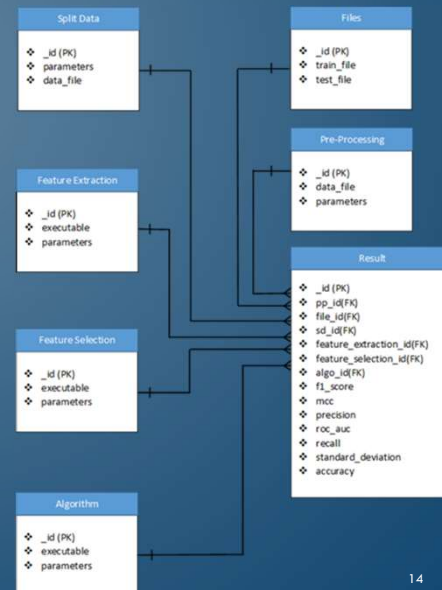 Split Data
❖ _id (PK)
❖ parameters
❖ data_file
Feature Extraction
❖ _id (PK)
❖ executable
❖ parameters
Feature Selection
❖ _id (PK)
❖ executable
❖ parameters
Algorithm
❖ _id (PK)
❖ executable
❖ parameters
Files
❖ _id (PK)
❖ train_file
❖ test_file
Pre-Processing
❖ _id (PK)
❖ data_file
❖ parameters
Result
❖ _id (PK)
❖ pp_id(FK)
❖ file_id(FK)
❖ sd_id(FK)
❖ feature_extraction_id(FK)
❖ feature_selection_id(FK)
❖ algo_id(FK)
❖ f1_score
❖ mcc
❖ precision
❖ roc_auc
❖ recall
❖ standard_deviation
❖ accuracy
14